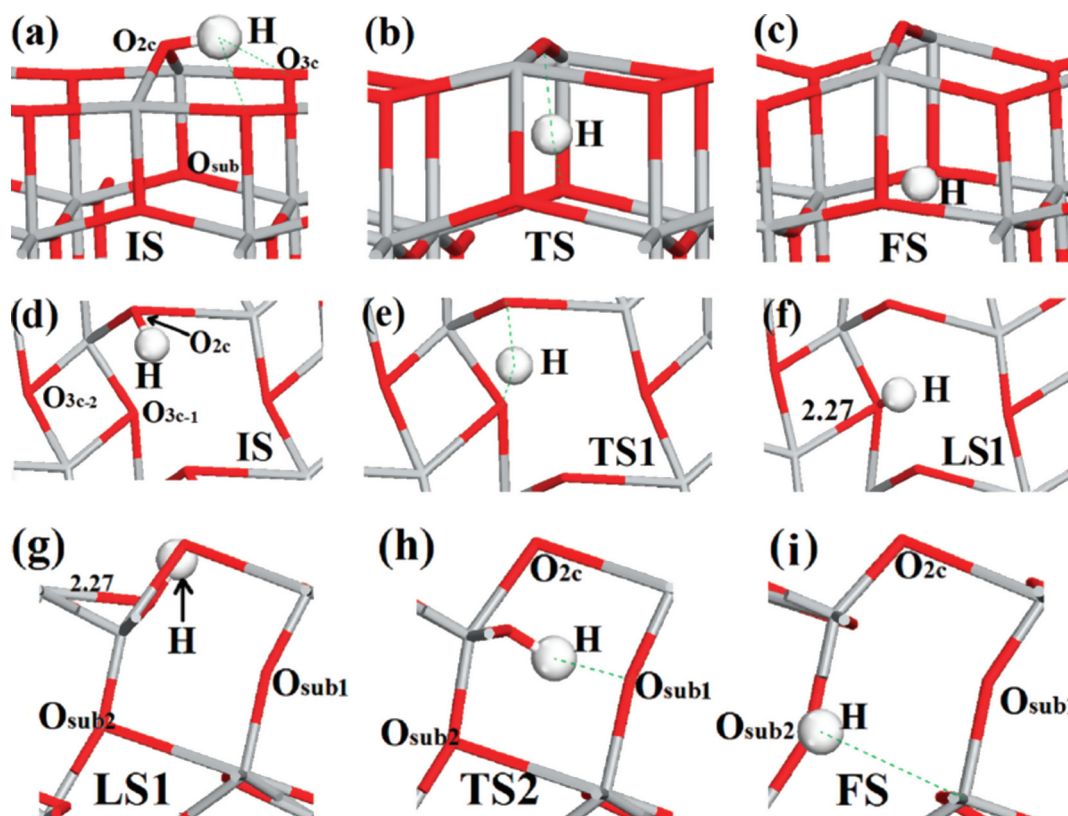 (a)
O2c
H
O3c
Osub
IS
(b)
H
TS
(c)
H
FS
(d)
O2c
H
O3c-2
O3c-1
IS
(e)
H
TS1
(f)
H
2.27
LS1
(g)
2.27
H
Osub2
LS1
(h)
O2c
H
Osub1
Osub2
TS2
(i)
O2c
H
Osub2
FS